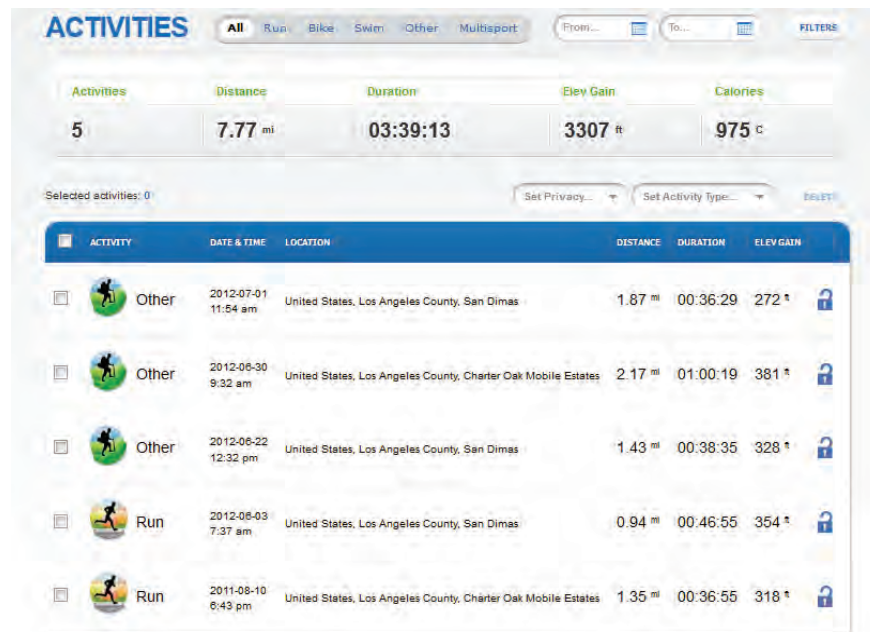 ACTIVITIES All Run Bike Swim Other Multisport From... To... FILTERS
Activities Distance Duration Elev Gain Calories
5 7.77 mi 03:39:13 3307 ft 975 C
Selected activities: 0 Set Privacy... Set Activity Type... DELETE
ACTIVITY DATE & TIME LOCATION DISTANCE DURATION ELEV GAIN
Other 2012-07-01 United States, Los Angeles County, San Dimas 1.87 mi 00:36:29 272 ft
11:54 am
Other 2012-06-30 United States, Los Angeles County, Charter Oak Mobile Estates 2.17 mi 01:00:19 381 ft
9:32 am
Other 2012-06-22 United States, Los Angeles County, San Dimas 1.43 mi 00:38:35 328 ft
12:32 pm
Run 2012-06-03 United States, Los Angeles County, San Dimas 0.94 mi 00:46:55 354 ft
7:37 am
Run 2011-08-10 United States, Los Angeles County, Charter Oak Mobile Estates 1.35 mi 00:36:55 318 ft
6:43 pm